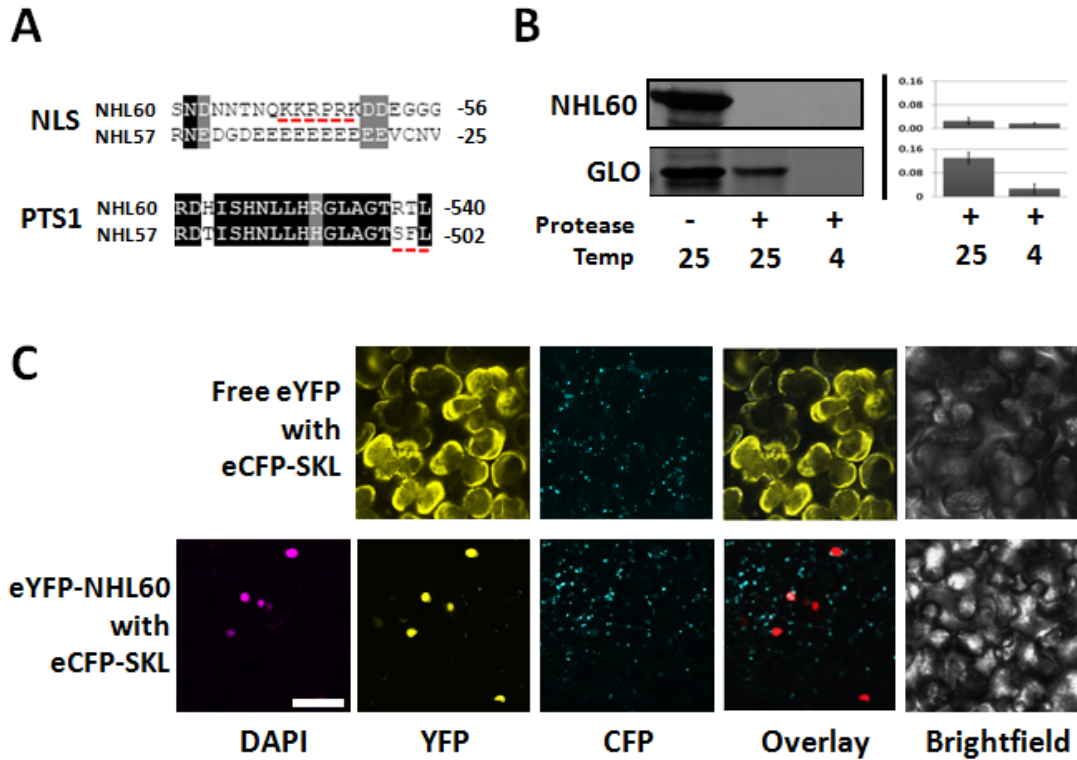 A
NLS
NHL60 SNDNNTNQKKRPRKDDEGGG -56
NHL57 RNEDGDEEEEEEEEEEVCNV -25
PTS1
NHL60 RDHISHNLLHRGLAGTRTL -540
NHL57 RDTISHNLLHHGLAGTSFL -502
B
NHL60
GLO
Protease - + +
Temp 25 25 4
0.16
0.08
0.00
0.16
0.08
0
+ +
25 4
C
Free eYFP
with
eCFP-SKL
eYFP-NHL60
with
eCFP-SKL
DAPI YFP CFP Overlay Brightfield